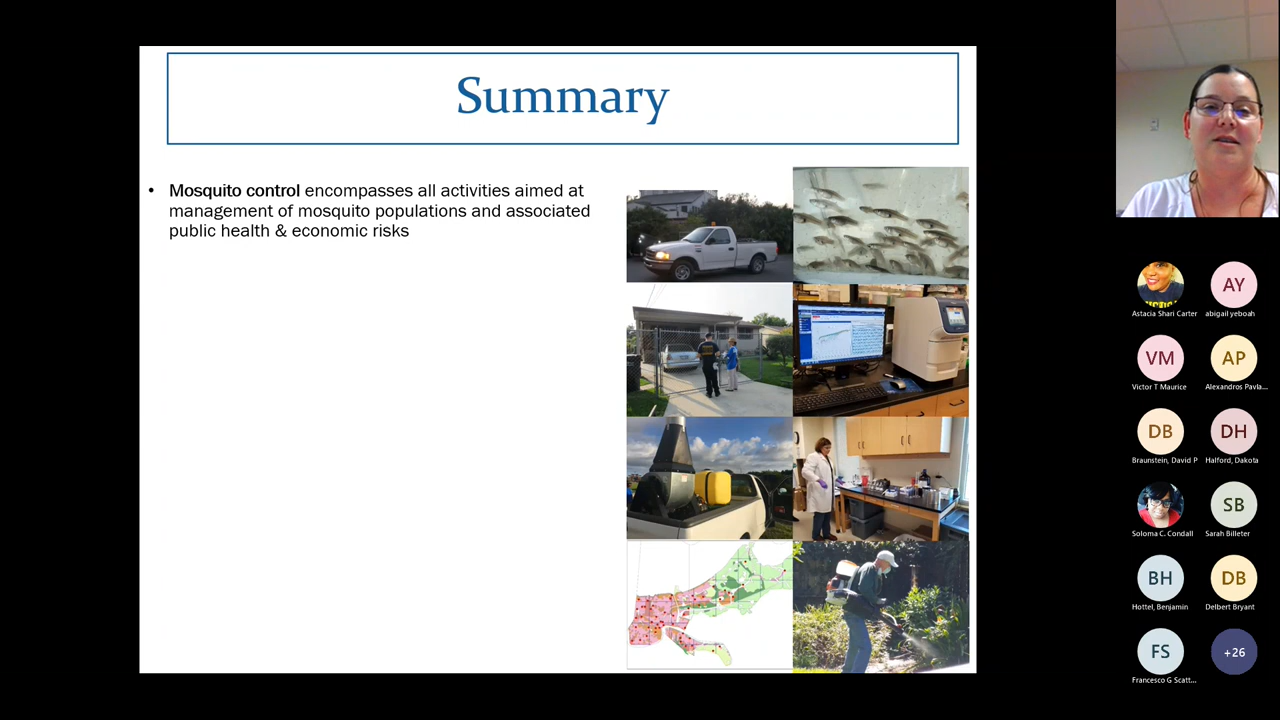 Summary
• Mosquito control encompasses all activities aimed at
management of mosquito populations and associated
public health & economic risks
AY
Astacia Shari Carter
abigail yeboah
VM
AP
Victor T Maurice
Alexandros Pavla...
DB
DH
Braunstein, David P
Halford, Dakota
SB
Soloma C. Condall
Sarah Billeter
BH
DB
Hottel, Benjamin
Delbert Bryant
FS
+26
Francesco G Scatt...